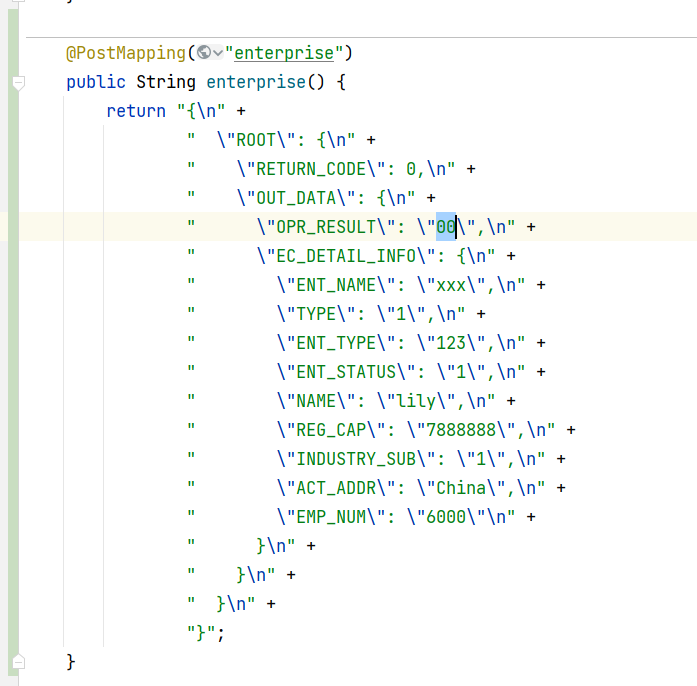 @PostMapping("enterprise")
public String enterprise() {
    return "{\n" +
            "  \"ROOT\": {\n" +
            "    \"RETURN_CODE\": 0,\n" +
            "    \"OUT_DATA\": {\n" +
            "      \"OPR_RESULT\": \"00\",\n" +
            "      \"EC_DETAIL_INFO\": {\n" +
            "        \"ENT_NAME\": \"xxx\",\n" +
            "        \"TYPE\": \"1\",\n" +
            "        \"ENT_TYPE\": \"123\",\n" +
            "        \"ENT_STATUS\": \"1\",\n" +
            "        \"NAME\": \"lily\",\n" +
            "        \"REG_CAP\": \"7888888\",\n" +
            "        \"INDUSTRY_SUB\": \"1\",\n" +
            "        \"ACT_ADDR\": \"China\",\n" +
            "        \"EMP_NUM\": \"6000\"\n" +
            "      }\n" +
            "    }\n" +
            "  }\n" +
            "}";
}